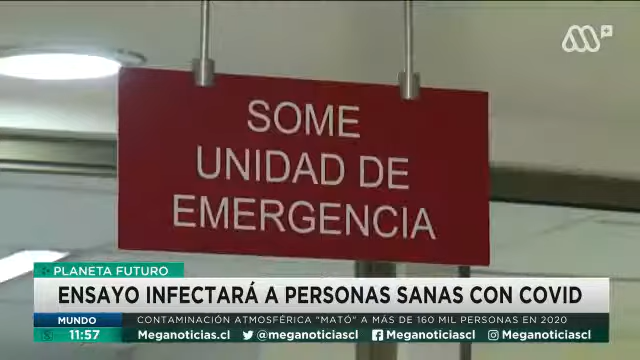 SOME
UNIDAD DE
EMERGENCIA
PLANETA FUTURO
ENSAYO INFECTARÁ A PERSONAS SANAS CON COVID
MUNDO CONTAMINACIÓN ATMOSFÉRICA "MATÓ" A MÁS DE 160 MIL PERSONAS EN 2020
11:57 Meganoticias.cl @meganoticiascl Meganoticiascl Meganoticiascl